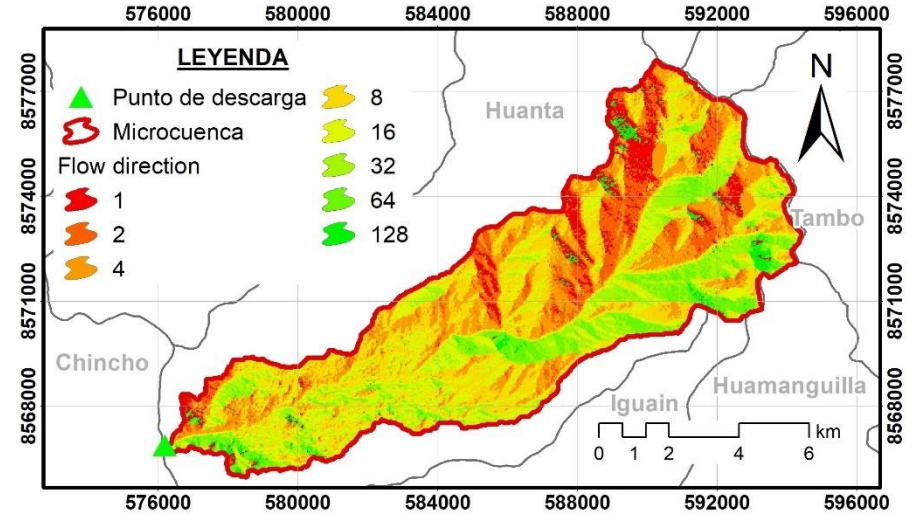 576000 580000 584000 588000 592000 596000
LEYENDA
Punto de descarga
Microcuenca
Flow direction
1
2
4
8
16
32
64
128
N
Huanta
Tambo
Chincho
Iguain
Huamanguilla
km
0 1 2 4 6
8577000
8574000
8571000
8568000
8577000
8574000
8571000
8568000
576000 580000 584000 588000 592000 596000